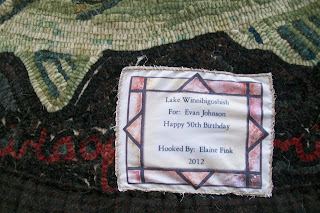 Lake Winnibigoshish
For: Evan Johnson
Happy 50th Birthday
Hooked By: Elaine Fink
2012